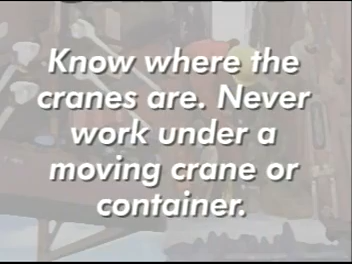 Know where the
cranes are. Never
work under a
moving crane or
container.